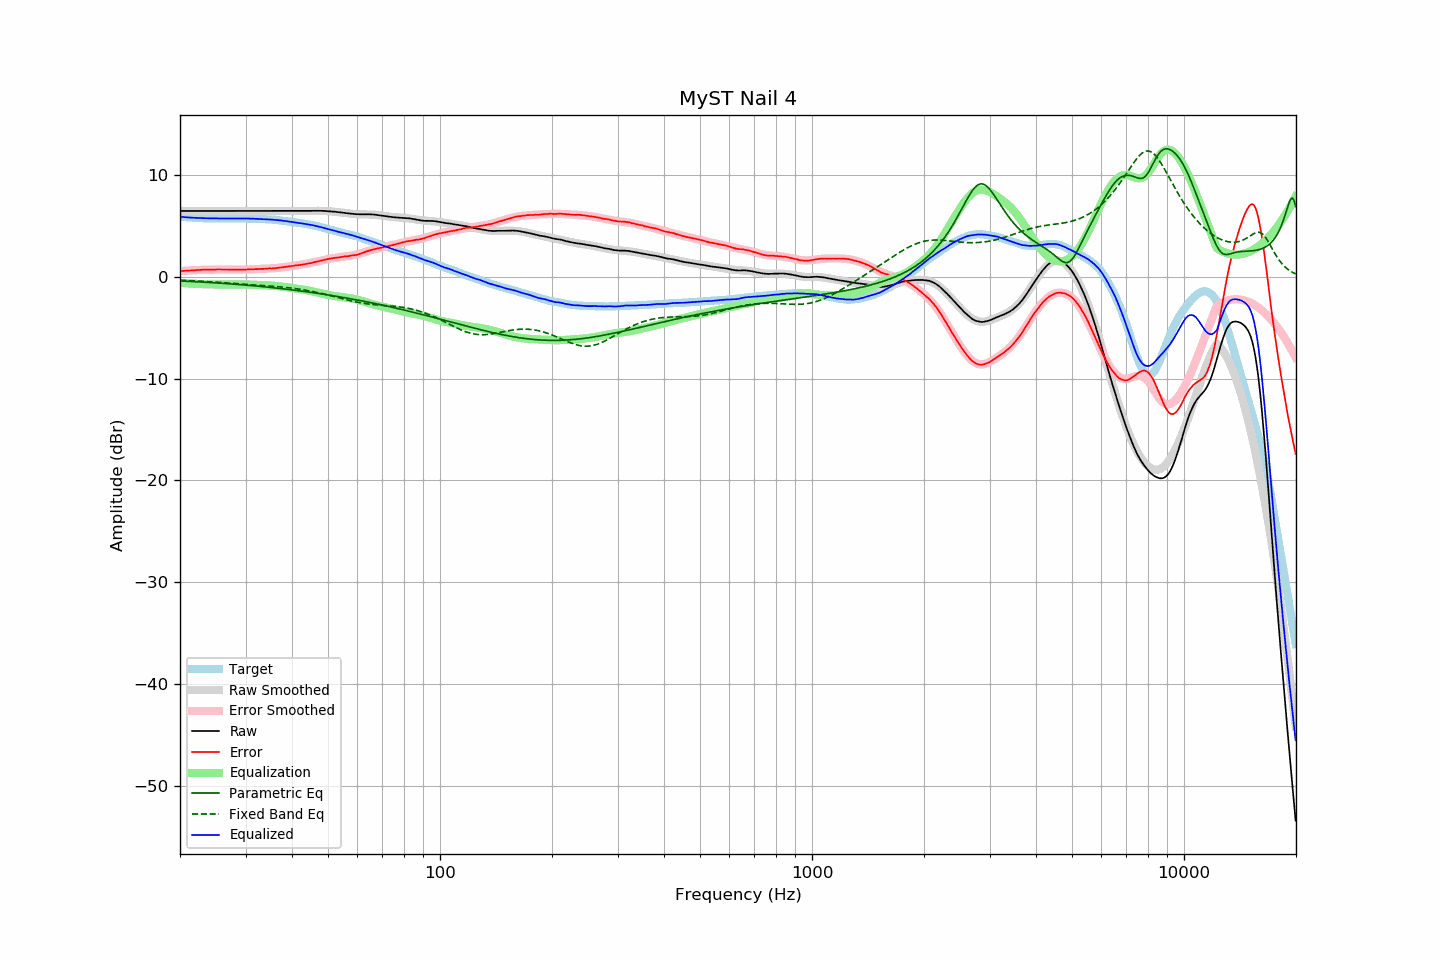 MyST Nail 4
10
0
−10
−20
−30
−40
−50
Amplitude (dBr)
Target
Raw Smoothed
Error Smoothed
Raw
Error
Equalization
Parametric Eq
Fixed Band Eq
Equalized
100
1000
10000
Frequency (Hz)